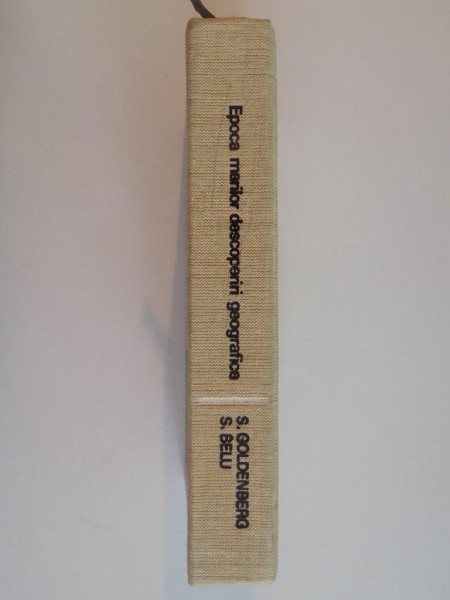 Epoca marilor descoperiri geografice
S. GOLDENBERG
S. BELU